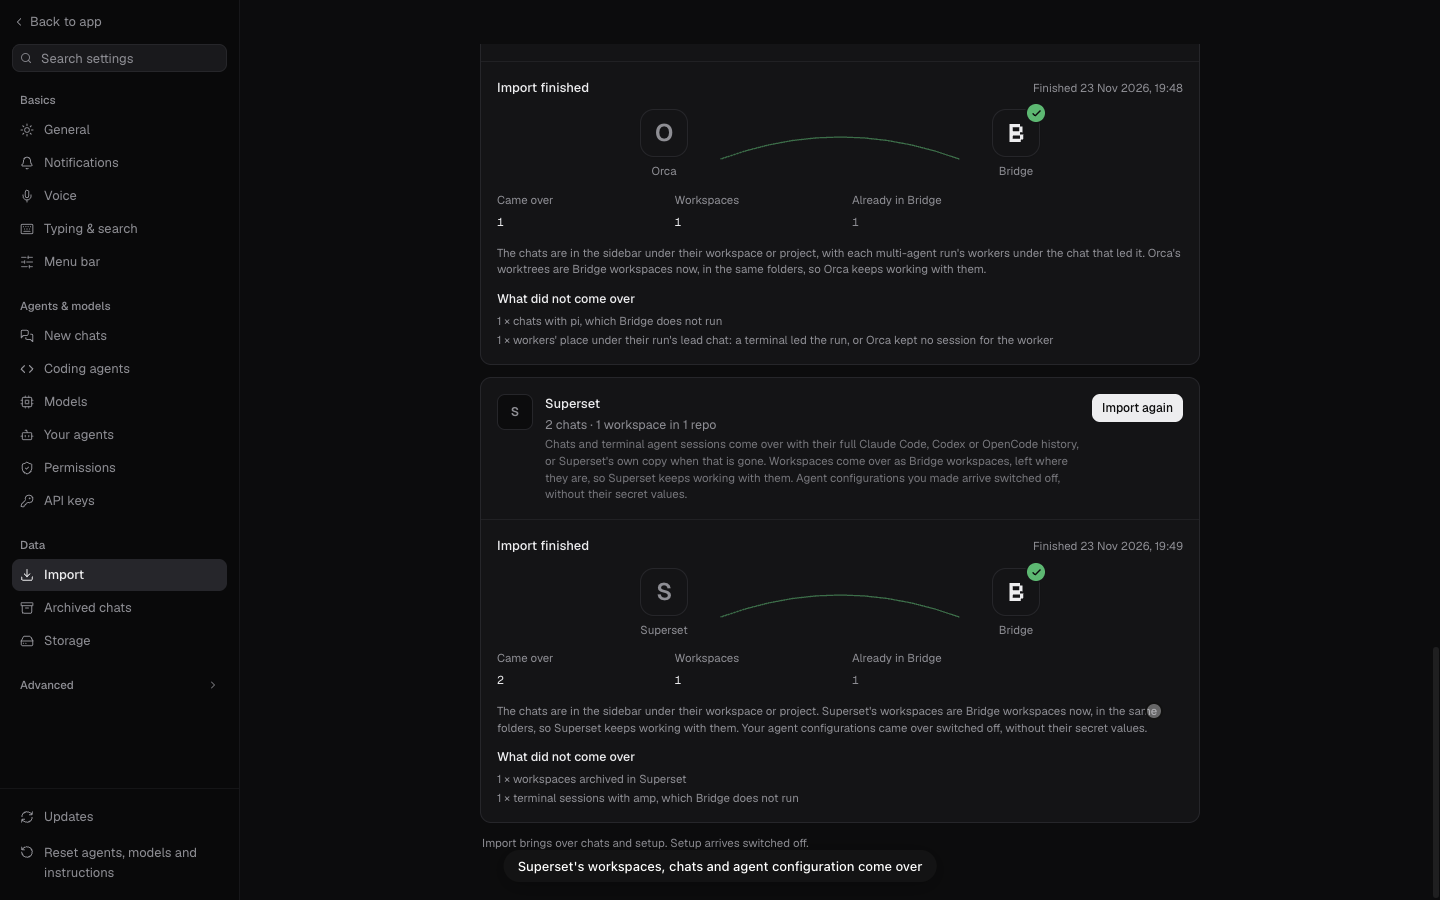 Back to app
Search settings
Basics
General
Notifications
Voice
Typing & search
Menu bar
Agents & models
New chats
Coding agents
Models
Your agents
Permissions
API keys
Data
Import
Archived chats
Storage
Advanced
Updates
Reset agents, models and
instructions
Import finished
Finished 23 Nov 2026, 19:48
O
B
Orca
Bridge
Came over
Workspaces
Already in Bridge
1
1
1
The chats are in the sidebar under their workspace or project, with each multi-agent run's workers under the chat that led it. Orca's
worktrees are Bridge workspaces now, in the same folders, so Orca keeps working with them.
What did not come over
1 × chats with pi, which Bridge does not run
1 × workers' place under their run's lead chat: a terminal led the run, or Orca kept no session for the worker
S
Superset
Import again
2 chats · 1 workspace in 1 repo
Chats and terminal agent sessions come over with their full Claude Code, Codex or OpenCode history,
or Superset's own copy when that is gone. Workspaces come over as Bridge workspaces, left where
they are, so Superset keeps working with them. Agent configurations you made arrive switched off,
without their secret values.
Import finished
Finished 23 Nov 2026, 19:49
S
B
Superset
Bridge
Came over
Workspaces
Already in Bridge
2
1
1
The chats are in the sidebar under their workspace or project. Superset's workspaces are Bridge workspaces now, in the same
folders, so Superset keeps working with them. Your agent configurations came over switched off, without their secret values.
What did not come over
1 × workspaces archived in Superset
1 × terminal sessions with amp, which Bridge does not run
Import brings over chats and setup. Setup arrives switched off.
Superset's workspaces, chats and agent configuration come over